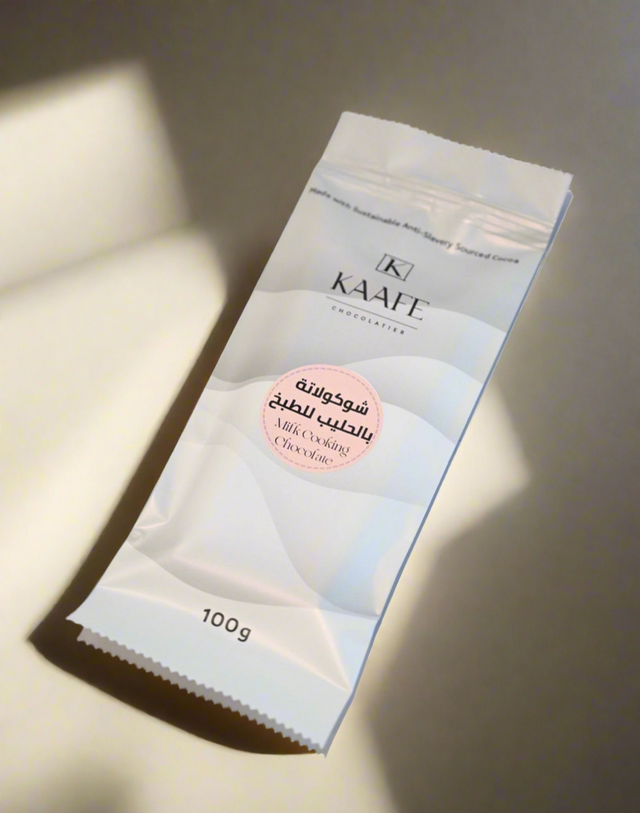 Made with Sustainable Anti-Slavery Sourced Cocoa
K
KAAFE
CHOCOLATIER
شوكولاتة
بالحليب للطبخ
Milk Cooking
Chocolate
100g